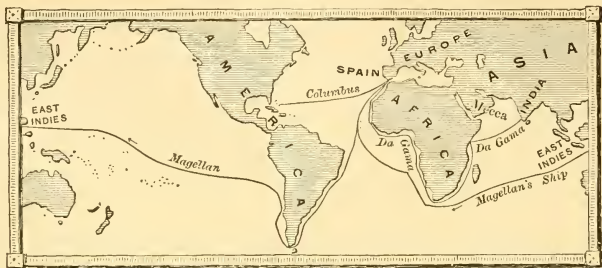 AMERICA
EUROPE
ASIA
SPAIN
Columbus
AFRICA
Mecca
INDIA
EAST
INDIES
Da
Gama
Da Gama
EAST
INDIES
Magellan
Magellan's Ship